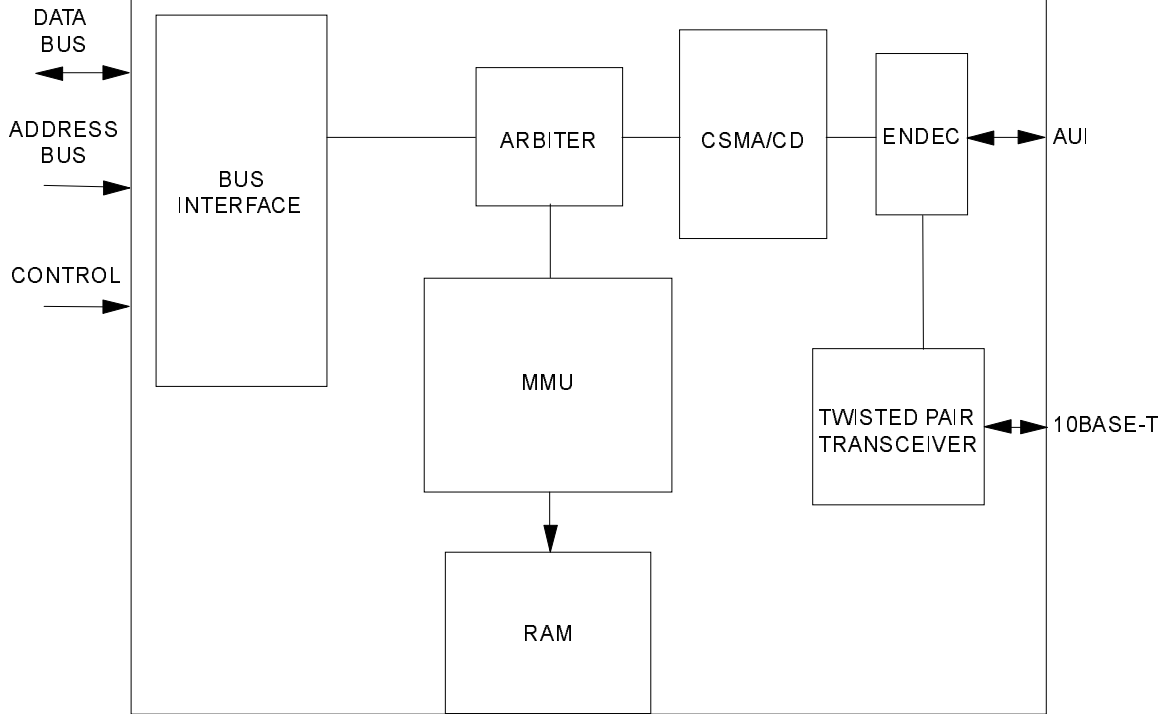 DATA
BUS
ADDRESS
BUS
CONTROL
BUS
INTERFACE
ARBITER
CSMA/CD
ENDEC
AUI
MMU
TWISTED PAIR
TRANSCEIVER
10BASE-T
RAM